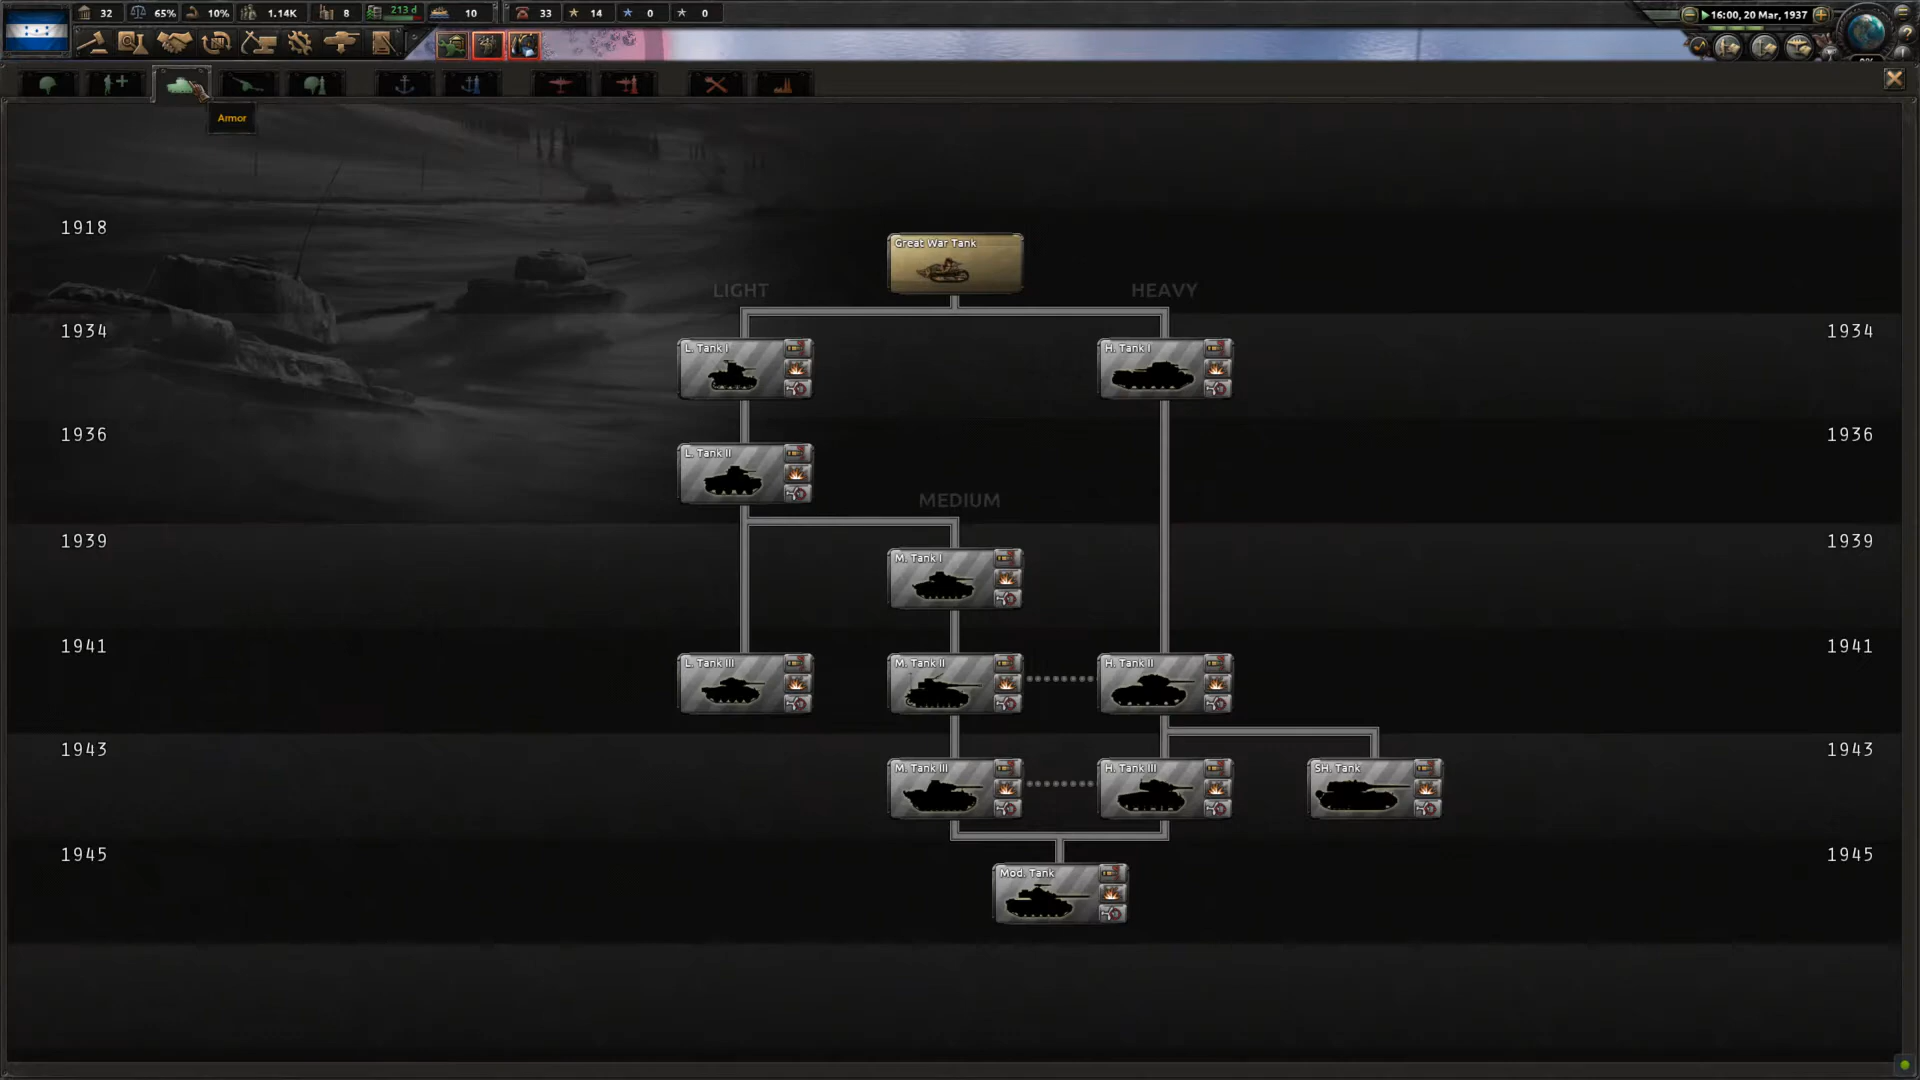 32 65% 10% 1.14K 8 213 d 10 33 14 0 0
16:00, 20 Mar, 1937
Armor
1918
Great War Tank
LIGHT
HEAVY
1934
1934
L. Tank I
H. Tank I
1936
1936
L. Tank II
MEDIUM
1939
1939
M. Tank I
1941
1941
L. Tank III
M. Tank II
H. Tank II
1943
1943
M. Tank III
H. Tank III
SH. Tank
1945
1945
Mod. Tank